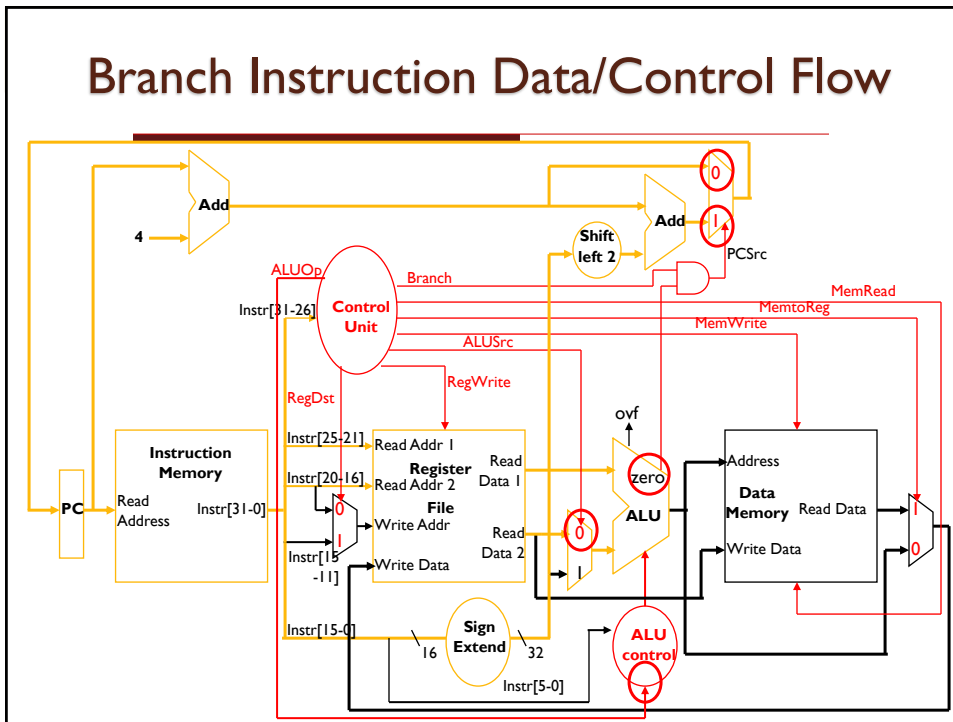 Branch Instruction Data/Control Flow
0
Add
Add
1
4
Shift
left 2
PCSrc
ALUOp
Branch
MemRead
Instr[31-26]
Control
Unit
MemtoReg
MemWrite
ALUSrc
RegWrite
RegDst
ovf
Instr[25-21]
Read Addr 1
Instruction
Memory
Register
File
Read
Data 1
zero
Address
Instr[20-16]
Read Addr 2
Data
Memory
PC
Read
Address
Instr[31-0]
0
Write Addr
ALU
Read Data
1
Read
Data 2
0
1
Instr[15
-11]
Write Data
1
Write Data
0
Instr[15-0]
16
Sign
Extend
32
ALU
control
Instr[5-0]